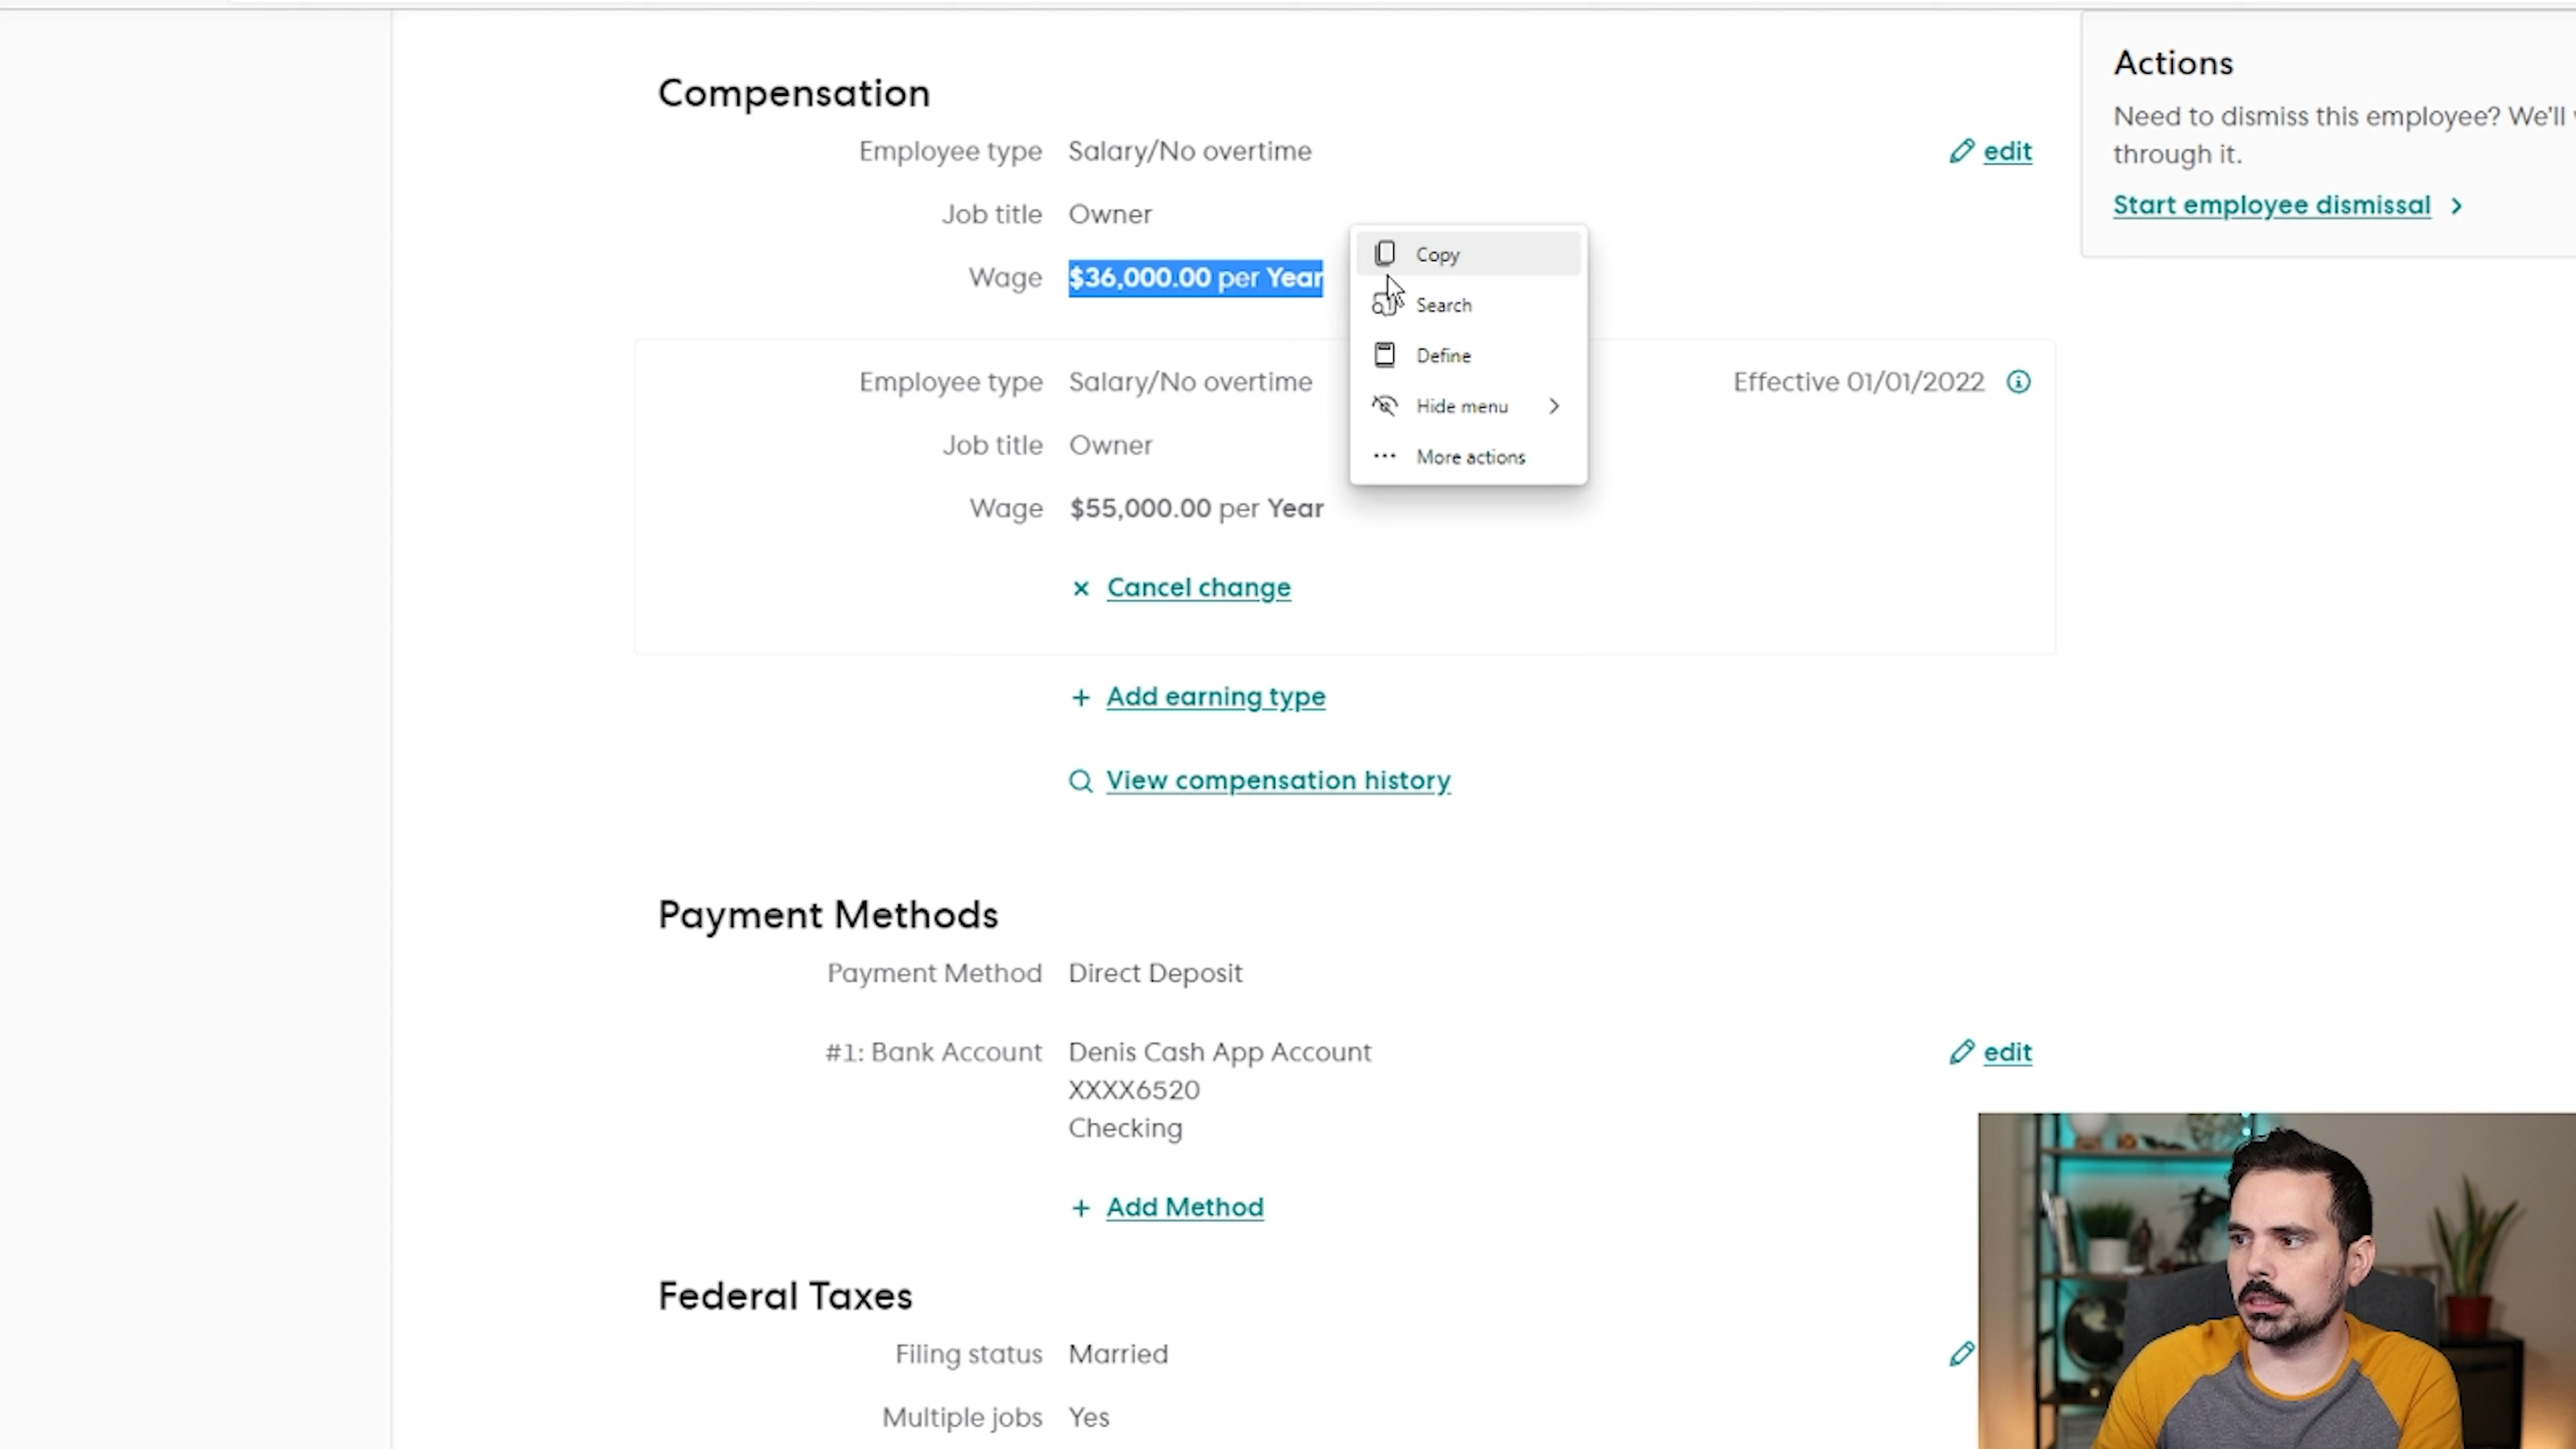 Compensation
Employee type Salary/No overtime edit
Job title Owner
Wage $36,000.00 per Year
Copy
Search
Define
Hide menu
More actions
Employee type Salary/No overtime Effective 01/01/2022
Job title Owner
Wage $55,000.00 per Year
Cancel change
Add earning type
View compensation history
Payment Methods
Payment Method Direct Deposit
#1: Bank Account Denis Cash App Account edit
XXXX6520
Checking
Add Method
Federal Taxes
Filing status Married
Multiple jobs Yes
Actions
Need to dismiss this employee? We'll
through it.
Start employee dismissal